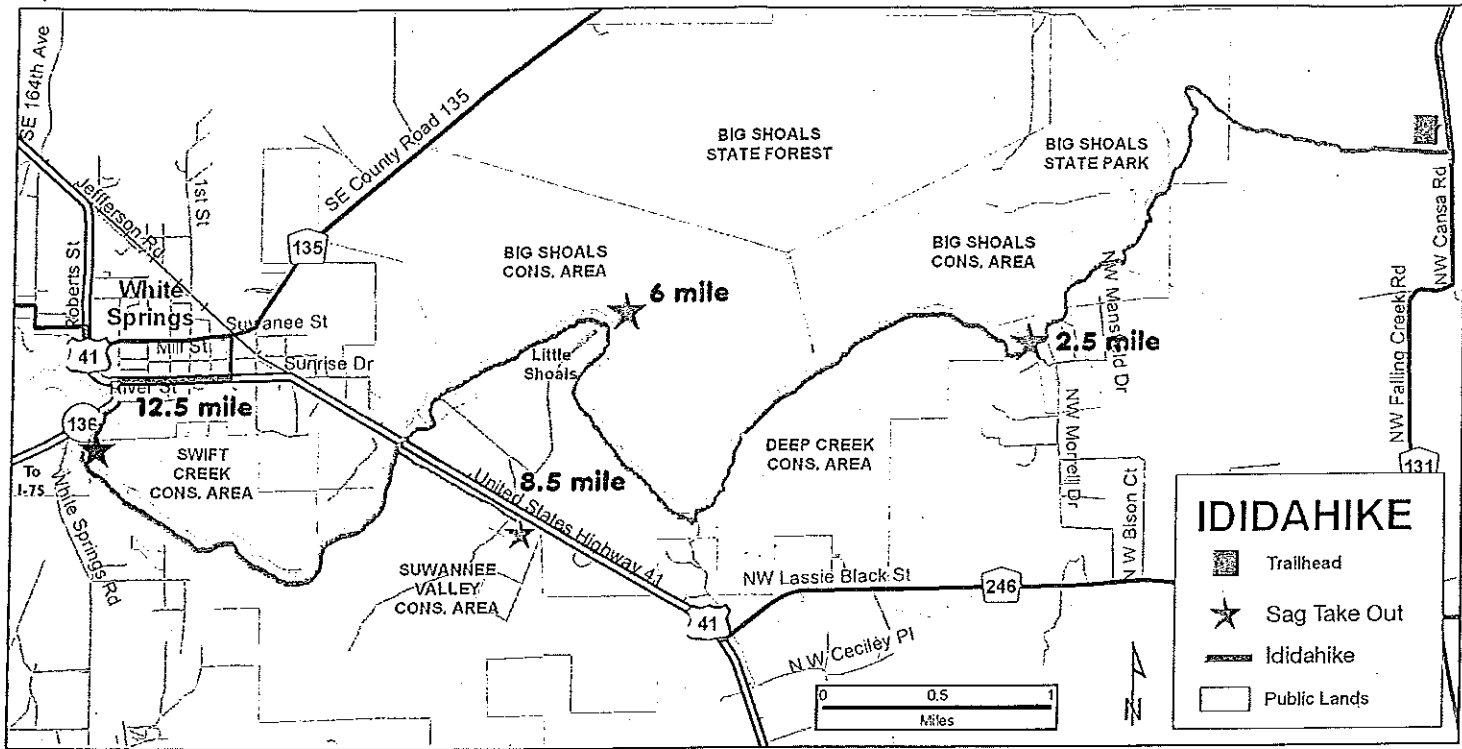 SE 164th Ave
Jefferson Rd
1st St
Roberts St
White
Springs
Suwanee St
Mill St
River St
Sunrise Dr
41
136
To
I-75
135
SE County Road 135
BIG SHOALS
STATE FOREST
BIG SHOALS
STATE PARK
BIG SHOALS
CONS. AREA
BIG SHOALS
CONS. AREA
6 mile
Little
Shoals
2.5 mile
12.5 mile
SWIFT
CREEK
CONS. AREA
White Springs Rd
8.5 mile
United States Highway 41
SUWANNEE
VALLEY
CONS. AREA
DEEP CREEK
CONS. AREA
NW Mansfield Dr
NW Morrell Dr
NW Bison Ct
NW Cansa Rd
NW Falling Creek Rd
131
NW Lassie Black St
246
41
N W Ceciley Pl
0 0.5 1
Miles
N
IDIDAHIKE
Trailhead
Sag Take Out
Ididahike
Public Lands